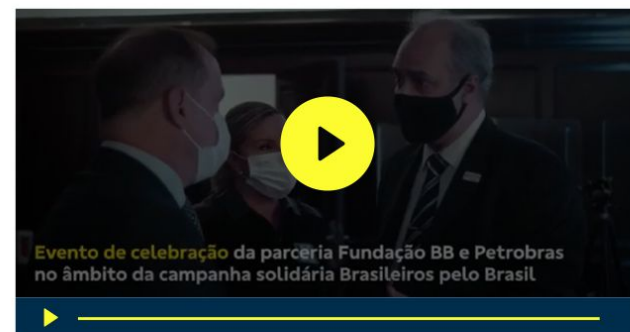 Evento de celebração da parceria Fundação BB e Petrobras
no âmbito da campanha solidária Brasileiros pelo Brasil